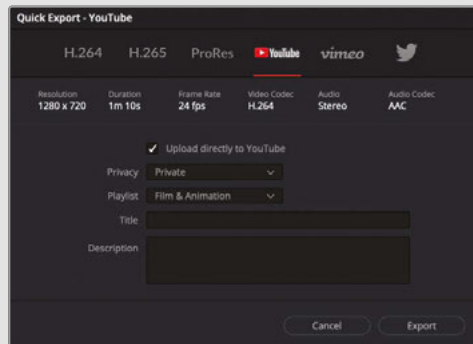 Quick Export - YouTube
H.264 H.265 ProRes YouTube vimeo
Resolution Duration Frame Rate Video Codec Audio Audio Codec
1280 x 720 1m 10s 24 fps H.264 Stereo AAC
Upload directly to YouTube
Privacy Private
Playlist Film & Animation
Title
Description
Cancel Export